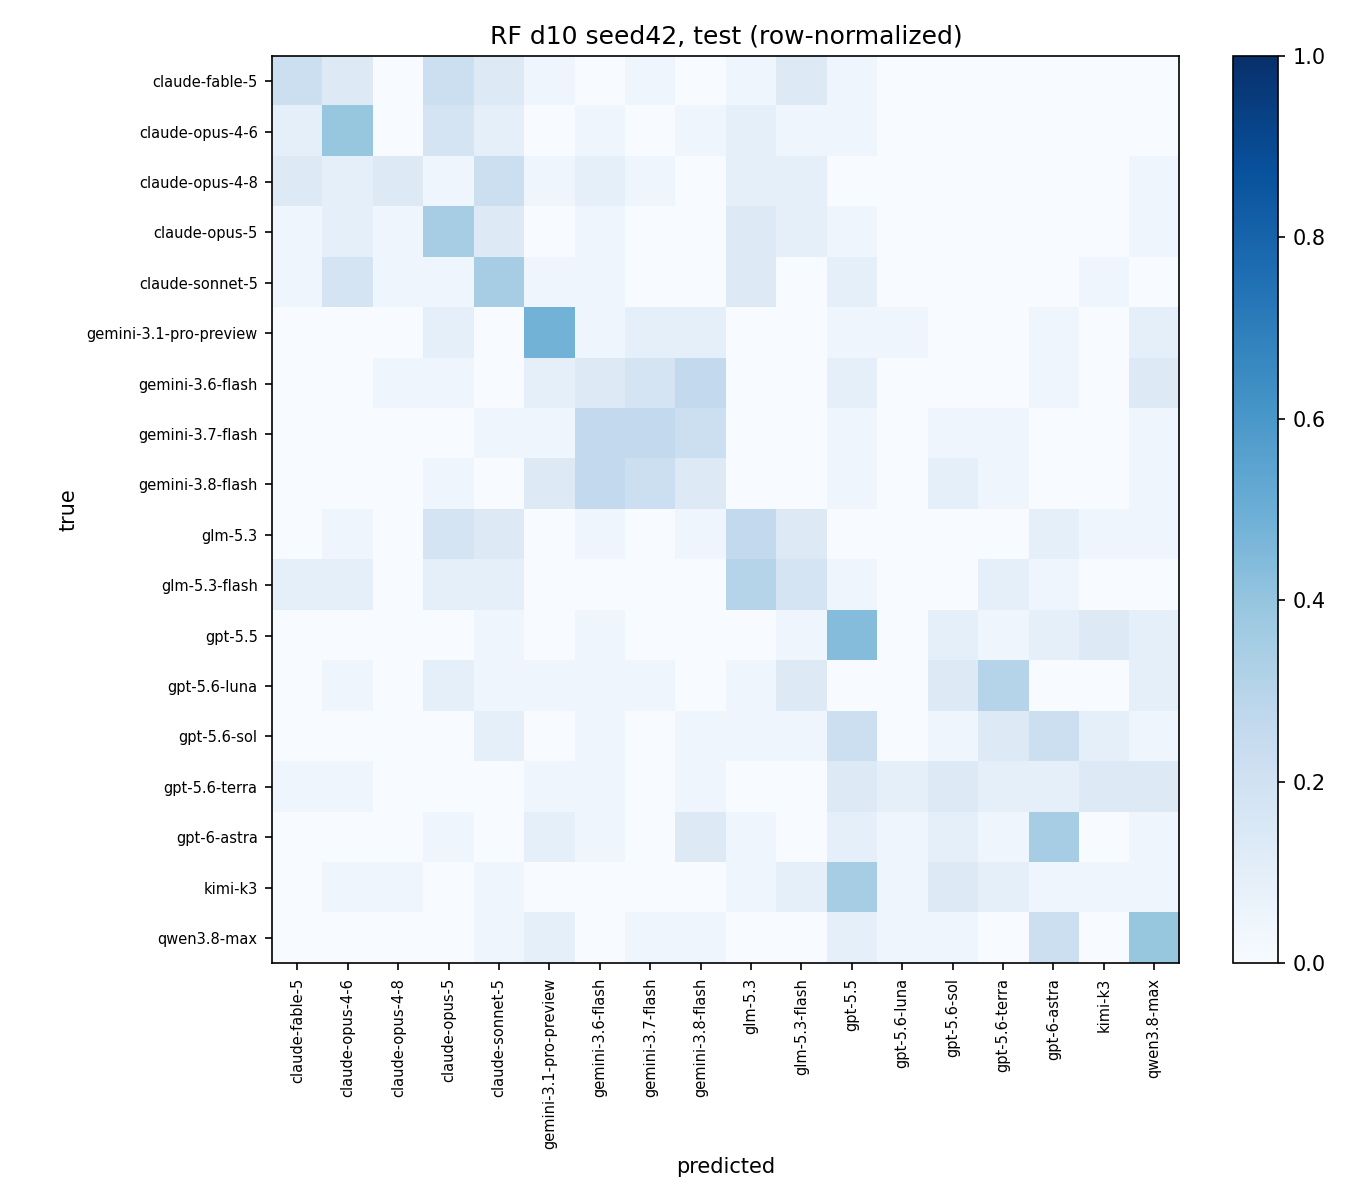 RF d10 seed42, test (row-normalized)
true
claude-fable-5
claude-opus-4-6
claude-opus-4-8
claude-opus-5
claude-sonnet-5
gemini-3.1-pro-preview
gemini-3.6-flash
gemini-3.7-flash
gemini-3.8-flash
glm-5.3
glm-5.3-flash
gpt-5.5
gpt-5.6-luna
gpt-5.6-sol
gpt-5.6-terra
gpt-6-astra
kimi-k3
qwen3.8-max
claude-fable-5
claude-opus-4-6
claude-opus-4-8
claude-opus-5
claude-sonnet-5
gemini-3.1-pro-preview
gemini-3.6-flash
gemini-3.7-flash
gemini-3.8-flash
glm-5.3
glm-5.3-flash
gpt-5.5
gpt-5.6-luna
gpt-5.6-sol
gpt-5.6-terra
gpt-6-astra
kimi-k3
qwen3.8-max
predicted
1.0
0.8
0.6
0.4
0.2
0.0